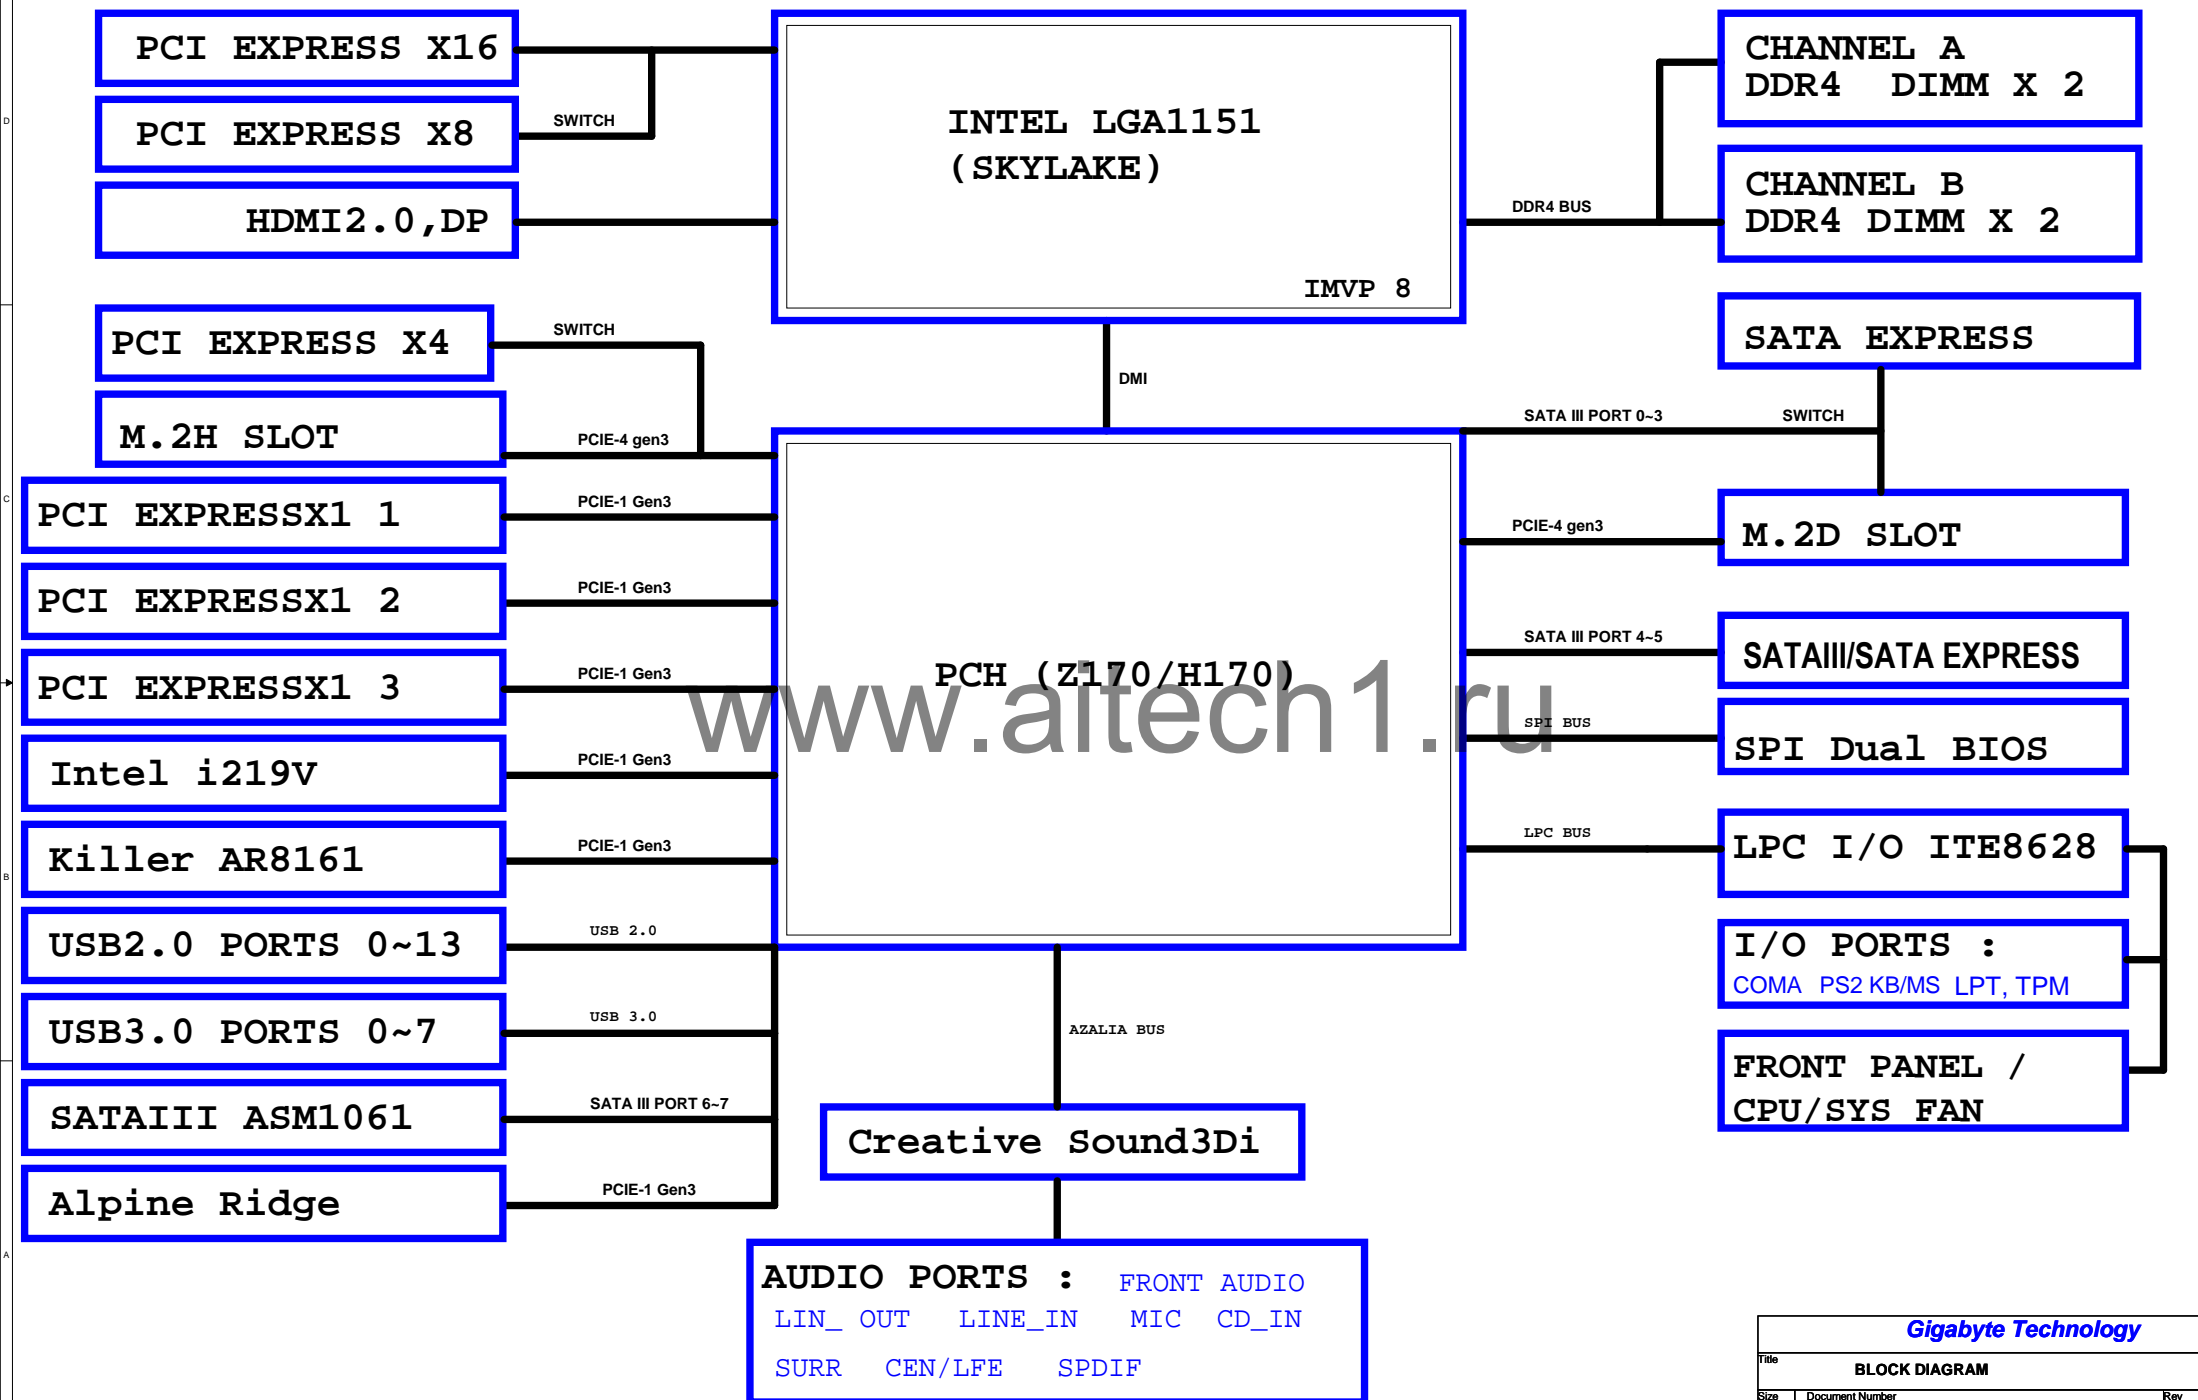 PCI EXPRESS X16
PCI EXPRESS X8
SWITCH
HDMI2.0,DP
INTEL LGA1151
(SKYLAKE)
IMVP 8
CHANNEL A
DDR4 DIMM X 2
CHANNEL B
DDR4 DIMM X 2
DDR4 BUS
PCI EXPRESS X4
SWITCH
M.2H SLOT
PCIE-4 gen3
PCI EXPRESSX1 1
PCIE-1 Gen3
PCI EXPRESSX1 2
PCIE-1 Gen3
PCI EXPRESSX1 3
PCIE-1 Gen3
Intel i219V
PCIE-1 Gen3
Killer AR8161
PCIE-1 Gen3
USB2.0 PORTS 0~13
USB 2.0
USB3.0 PORTS 0~7
USB 3.0
SATAIII ASM1061
SATA III PORT 6~7
Alpine Ridge
PCIE-1 Gen3
DMI
PCH (Z170/H170)
www.aitech1.ru
SATA EXPRESS
SATA III PORT 0~3
SWITCH
PCIE-4 gen3
M.2D SLOT
SATA III PORT 4~5
SATAIII/SATA EXPRESS
SPI BUS
SPI Dual BIOS
LPC BUS
LPC I/O ITE8628
I/O PORTS :
COMA PS2 KB/MS LPT, TPM
FRONT PANEL /
CPU/SYS FAN
AZALIA BUS
Creative Sound3Di
AUDIO PORTS : FRONT AUDIO
LIN_ OUT LINE_IN MIC CD_IN
SURR CEN/LFE SPDIF
Gigabyte Technology
Title
BLOCK DIAGRAM
Size Document Number Rev
D
C
B
A